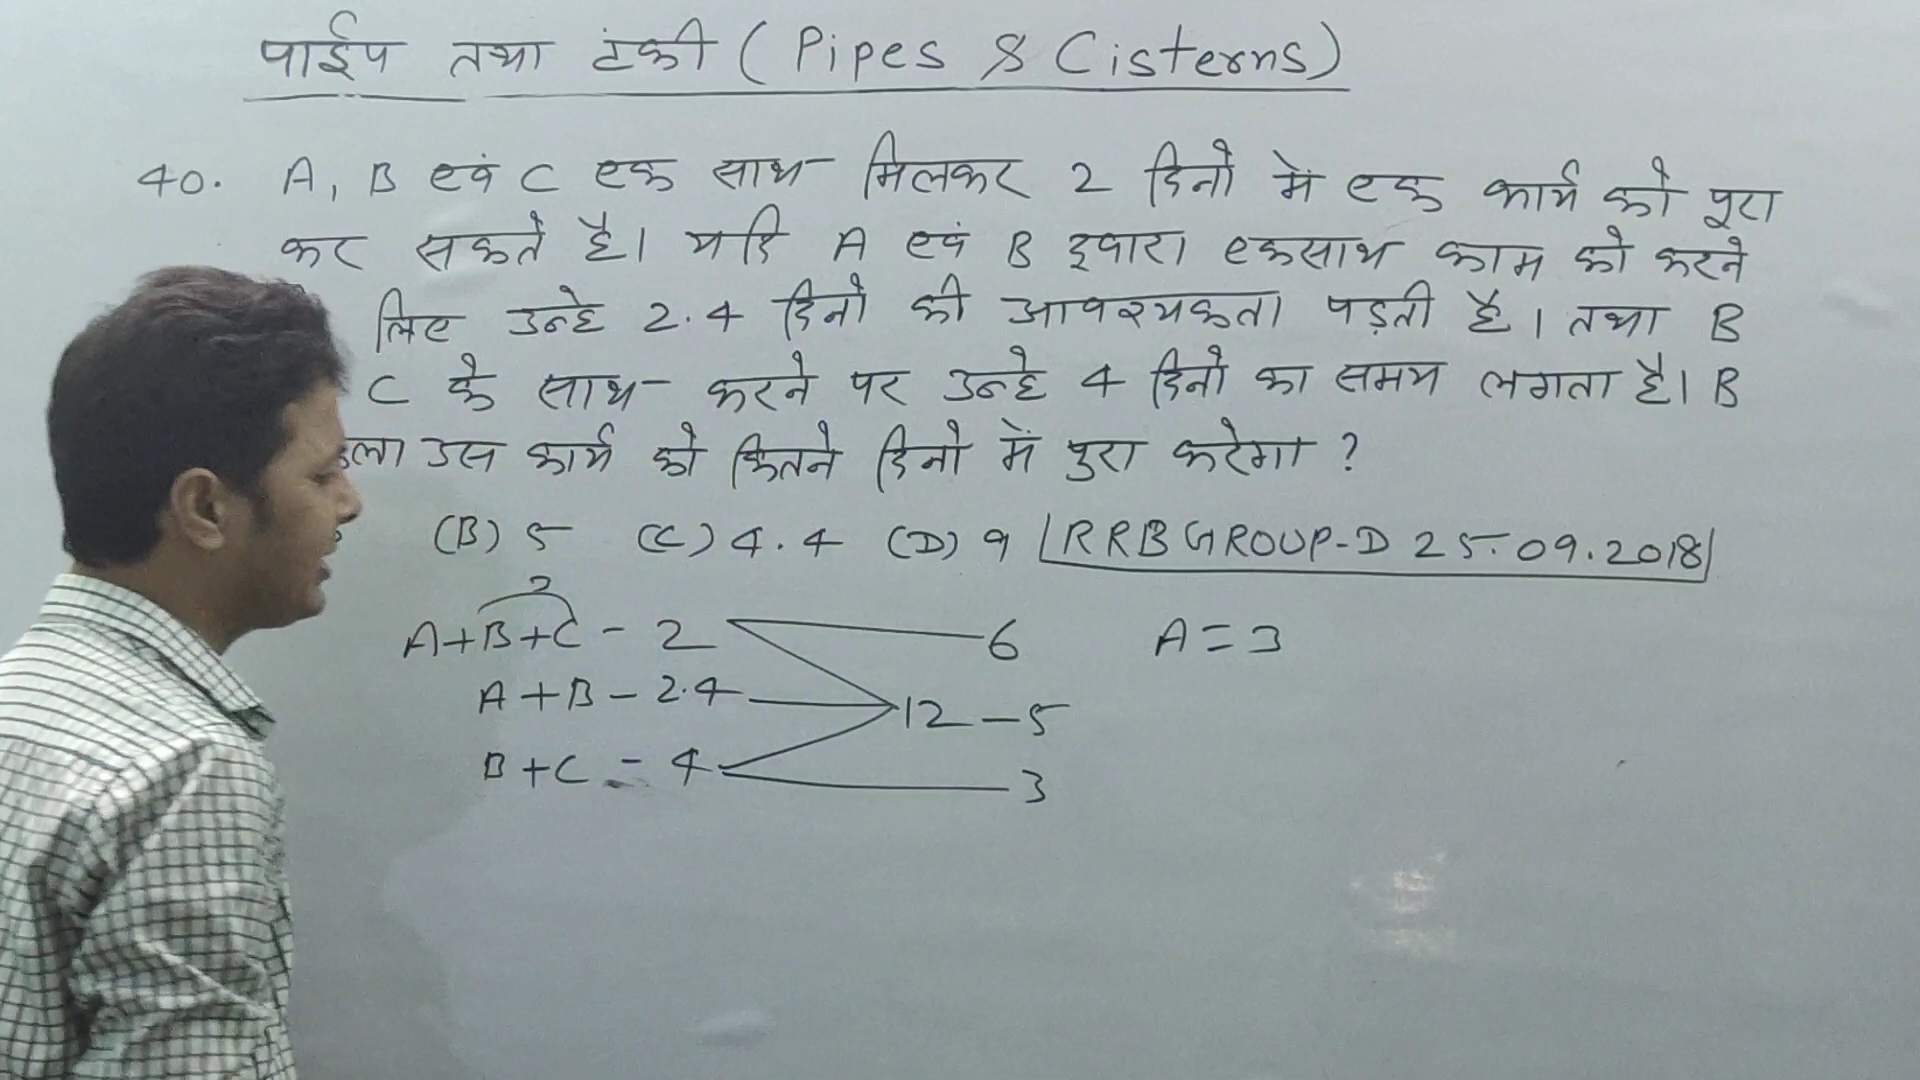 पाईप तथा टंकी (Pipes & Cisterns)
40. A, B एवं C एक साथ मिलकर 2 दिनो में एक कार्य को पूरा
कर सकते है। यदि A एवं B द्वारा एकसाथ काम को करने
लिए उन्हे 2.4 दिनो की आवश्यकता पड़ती है। तथा B
C के साथ करने पर उन्हे 4 दिनो का समय लगता है। B
उस कार्य को कितने दिनो में पुरा करेगा ?
(B) 5 (C) 4.4 (D) 9 RRB GROUP-D 25.09.2018
3
A+B+C - 2 6 A = 3
A+B - 2.4 12 - 5
B+C - 4 3